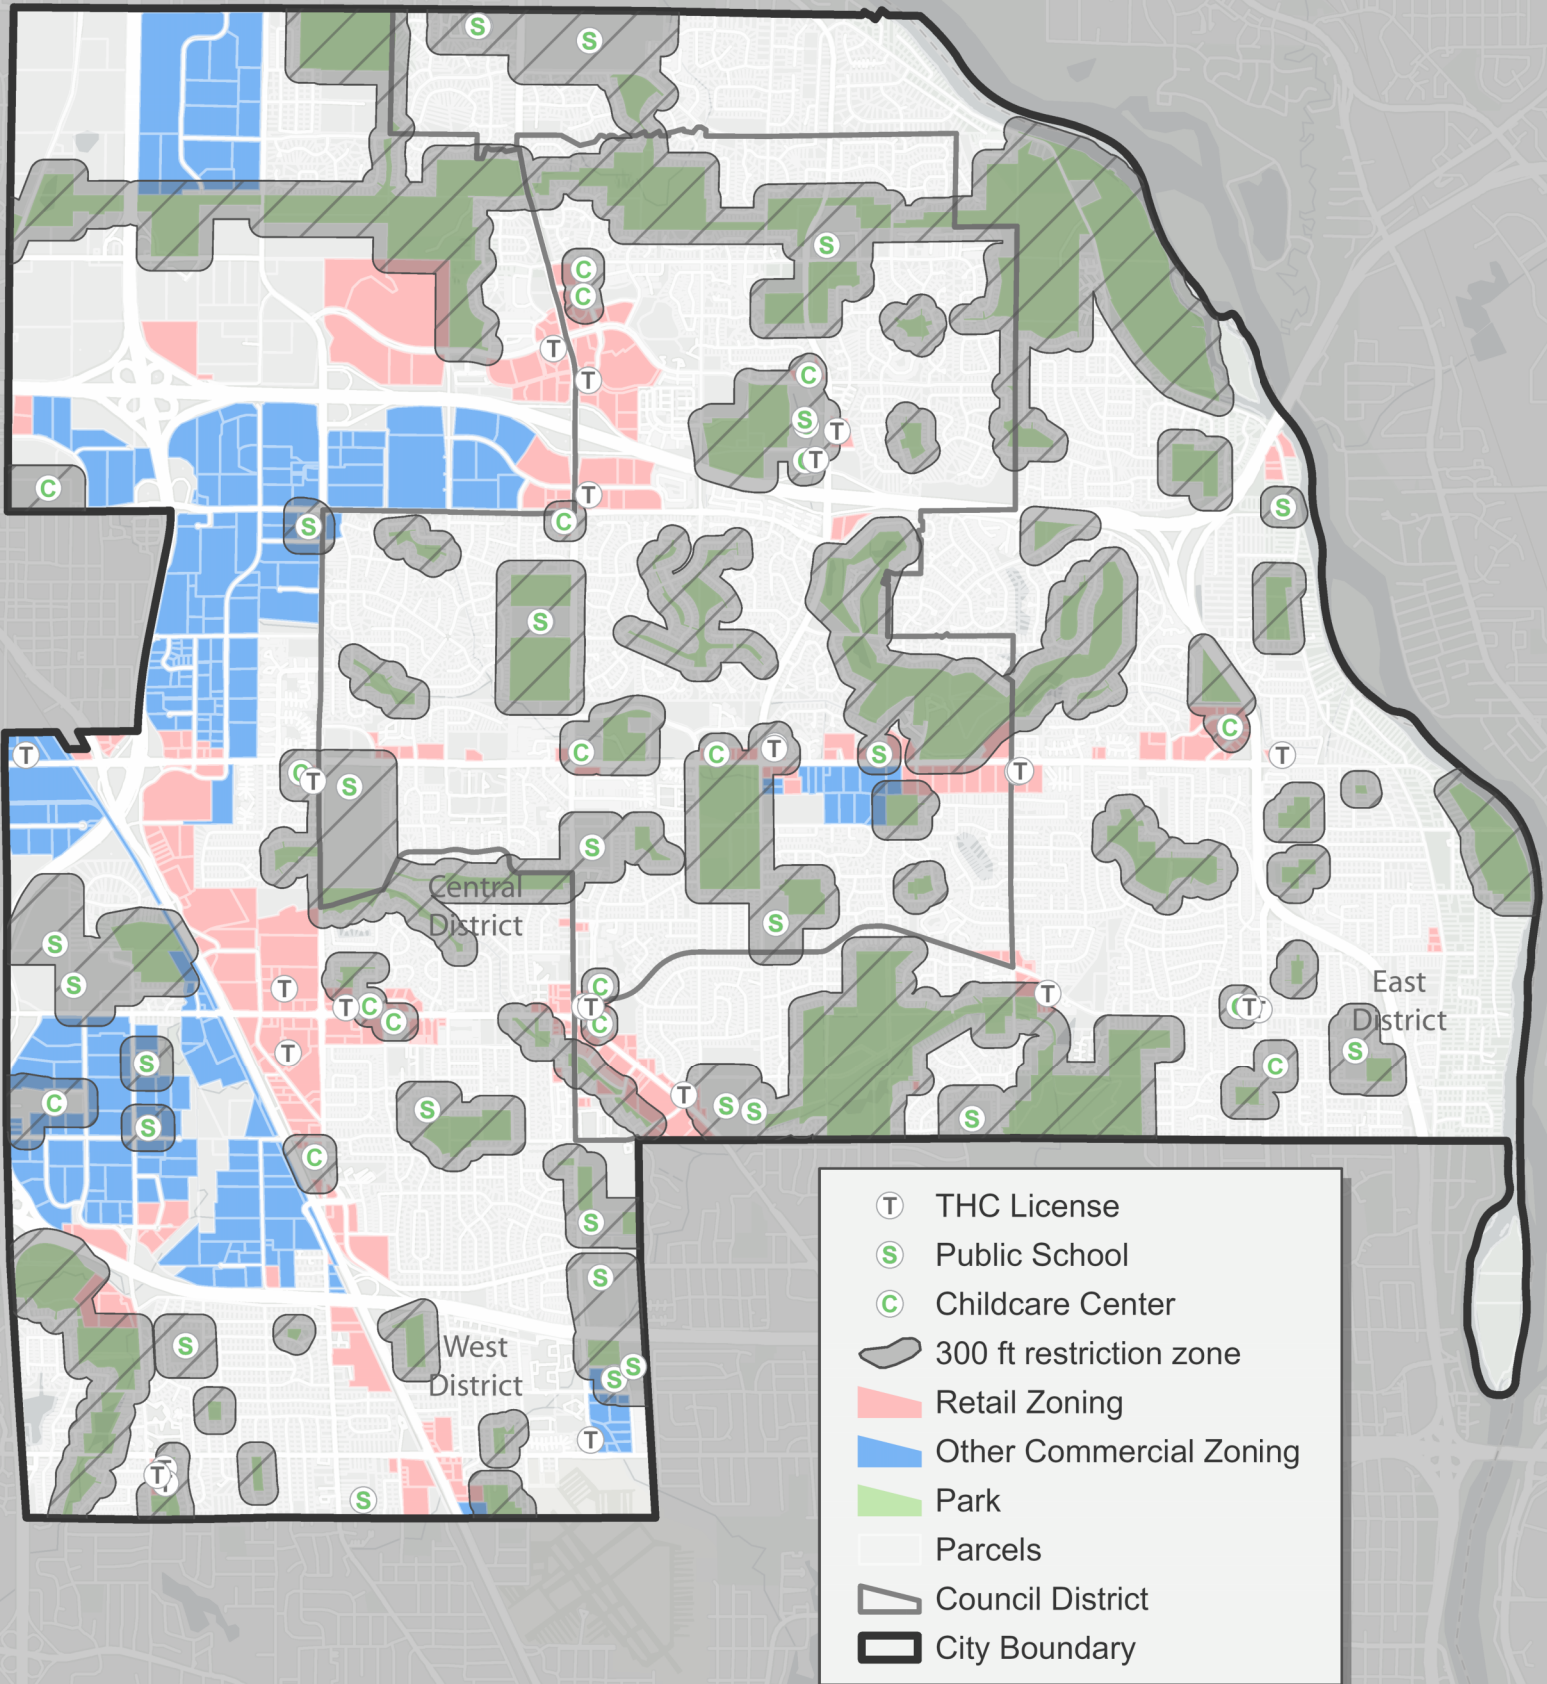 S
S
S
C
C
T
T
C
S
T
C
T
C
T
S
S
C
S
S
C
C
T
S
C
T
C
T
S
T
T
S
Central
District
S
S
S
T
East
District
C
T
T
C
T
C
T
C
T
C
T
S
S
C
T
C
S
T
S
S
S
S
C
S
S
West
District
S
S
S
T
T
S
T THC License
S Public School
C Childcare Center
300 ft restriction zone
Retail Zoning
Other Commercial Zoning
Park
Parcels
Council District
City Boundary